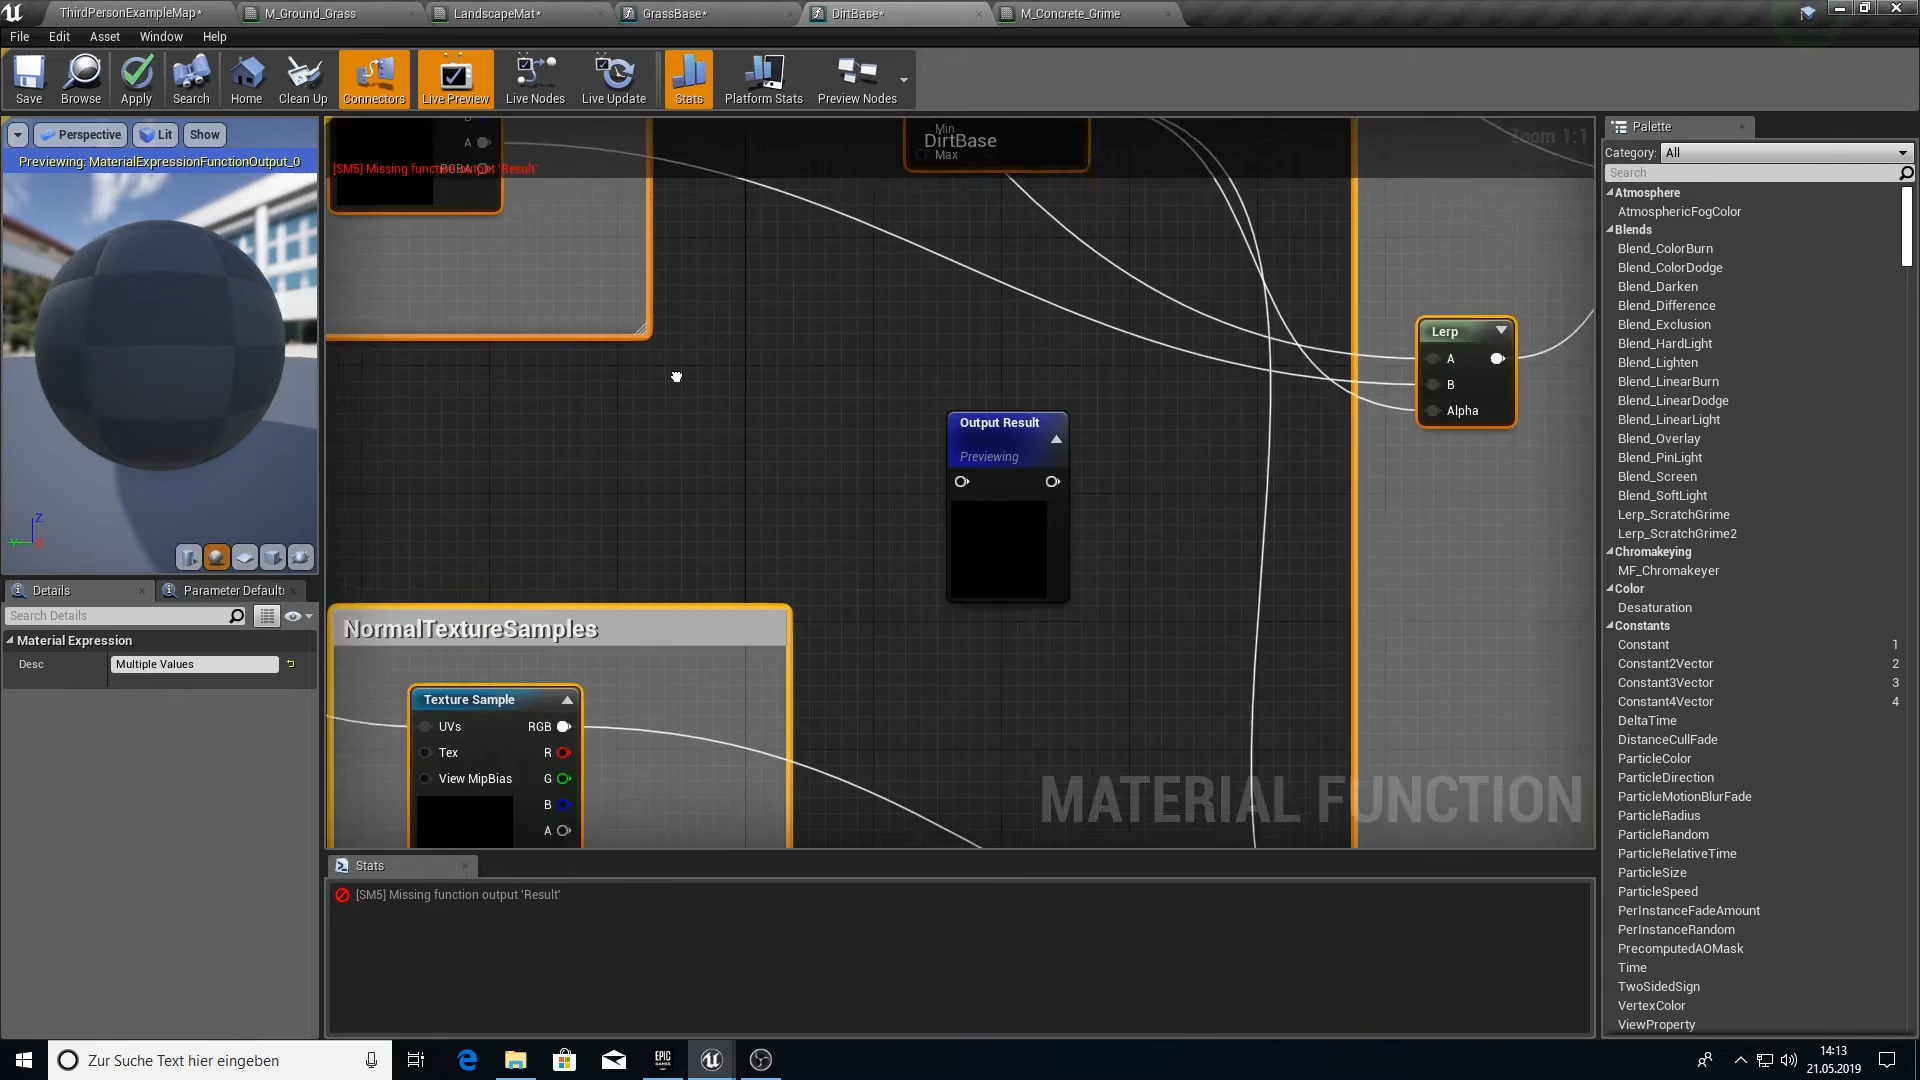 ThirdPersonExampleMap*
M_Ground_Grass
LandscapeMat*
GrassBase*
DirtBase*
M_Concrete_Grime
File
Edit
Asset
Window
Help
Save
Browse
Apply
Search
Home
Clean Up
Connectors
Live Preview
Live Nodes
Live Update
Stats
Platform Stats
Preview Nodes
Perspective
Lit
Show
Previewing: MaterialExpressionFunctionOutput_0
Z
Y
X
Details
Parameter Defaults
Search Details
Material Expression
Desc
Multiple Values
A
RGBA
[SM5] Missing function output 'Result'
Min
DirtBase
Max
Zoom 1:1
Lerp
A
B
Alpha
Output Result
Previewing
NormalTextureSamples
Texture Sample
UVs
RGB
Tex
R
View MipBias
G
B
A
MATERIAL FUNCTION
Stats
[SM5] Missing function output 'Result'
Palette
Category:
All
Search
Atmosphere
AtmosphericFogColor
Blends
Blend_ColorBurn
Blend_ColorDodge
Blend_Darken
Blend_Difference
Blend_Exclusion
Blend_HardLight
Blend_Lighten
Blend_LinearBurn
Blend_LinearDodge
Blend_LinearLight
Blend_Overlay
Blend_PinLight
Blend_Screen
Blend_SoftLight
Lerp_ScratchGrime
Lerp_ScratchGrime2
Chromakeying
MF_Chromakeyer
Color
Desaturation
Constants
Constant 1
Constant2Vector 2
Constant3Vector 3
Constant4Vector 4
DeltaTime
DistanceCullFade
ParticleColor
ParticleDirection
ParticleMotionBlurFade
ParticleRadius
ParticleRandom
ParticleRelativeTime
ParticleSize
ParticleSpeed
PerInstanceFadeAmount
PerInstanceRandom
PrecomputedAOMask
Time
TwoSidedSign
VertexColor
ViewProperty
Zur Suche Text hier eingeben
EPIC GAMES
14:13
21.05.2019